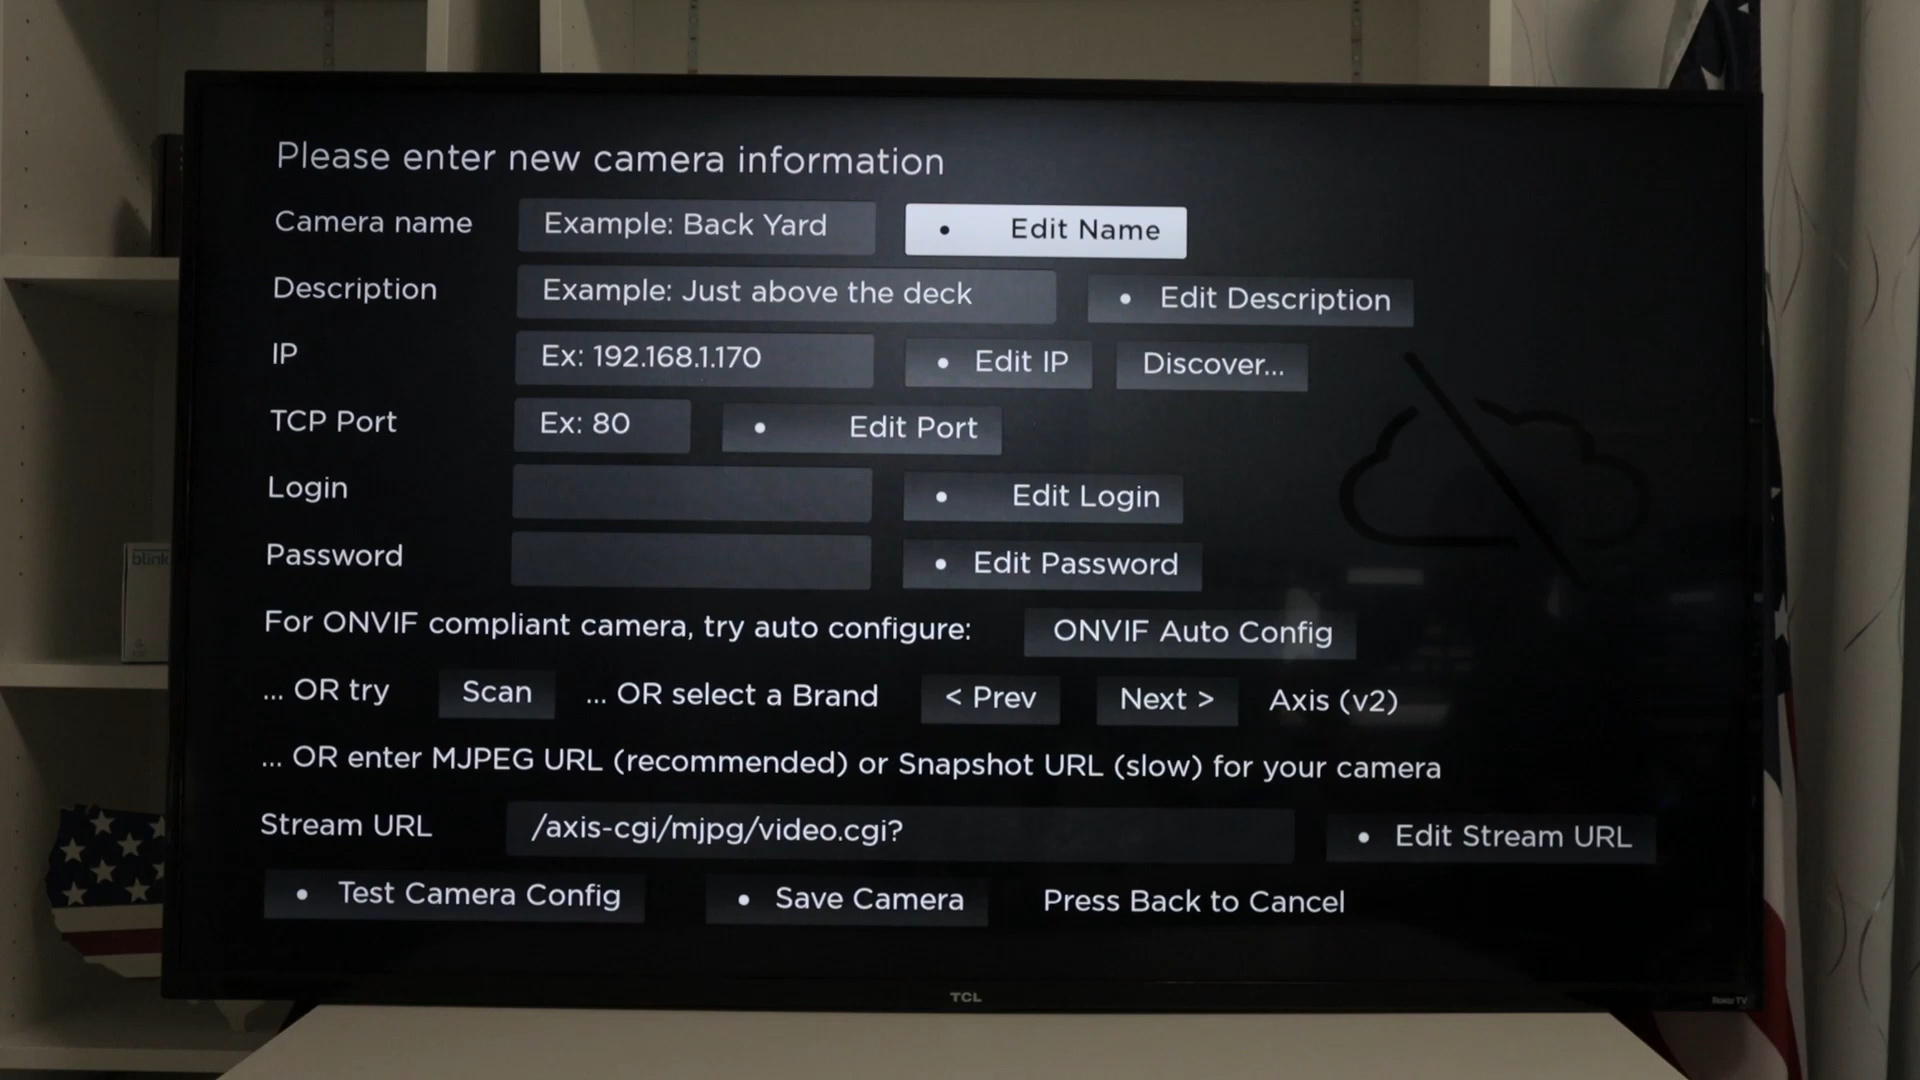 Please enter new camera information
Camera name Example: Back Yard • Edit Name
Description Example: Just above the deck • Edit Description
IP Ex: 192.168.1.170 • Edit IP Discover...
TCP Port Ex: 80 • Edit Port
Login • Edit Login
Password • Edit Password
For ONVIF compliant camera, try auto configure: ONVIF Auto Config
... OR try Scan ... OR select a Brand < Prev Next > Axis (v2)
... OR enter MJPEG URL (recommended) or Snapshot URL (slow) for your camera
Stream URL /axis-cgi/mjpg/video.cgi? • Edit Stream URL
• Test Camera Config • Save Camera Press Back to Cancel
TCL
Roku TV
blink